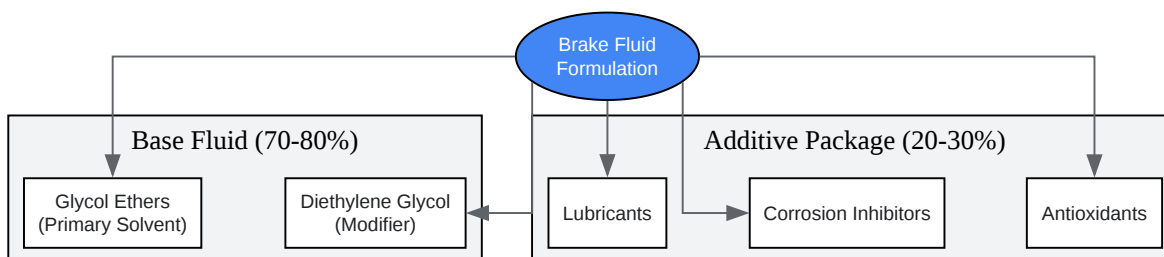 Brake Fluid
Formulation
Base Fluid (70-80%)
Additive Package (20-30%)
Glycol Ethers
(Primary Solvent)
Diethylene Glycol
(Modifier)
Lubricants
Corrosion Inhibitors
Antioxidants